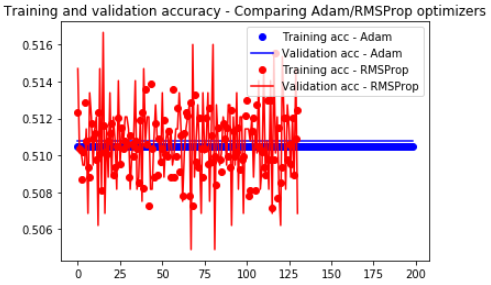 Training and validation accuracy - Comparing Adam/RMSProp optimizers
Training acc - Adam
Validation acc - Adam
Training acc - RMSProp
Validation acc - RMSProp
0.516
0.514
0.512
0.510
0.508
0.506
0 25 50 75 100 125 150 175 200